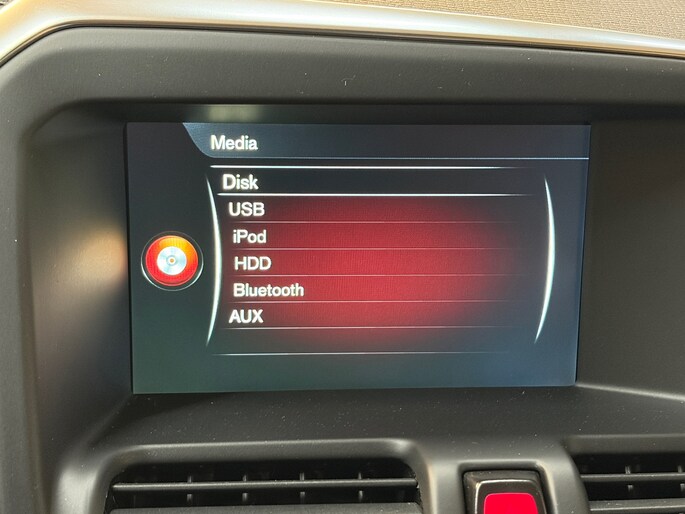 Media
Disk
USB
iPod
HDD
Bluetooth
AUX